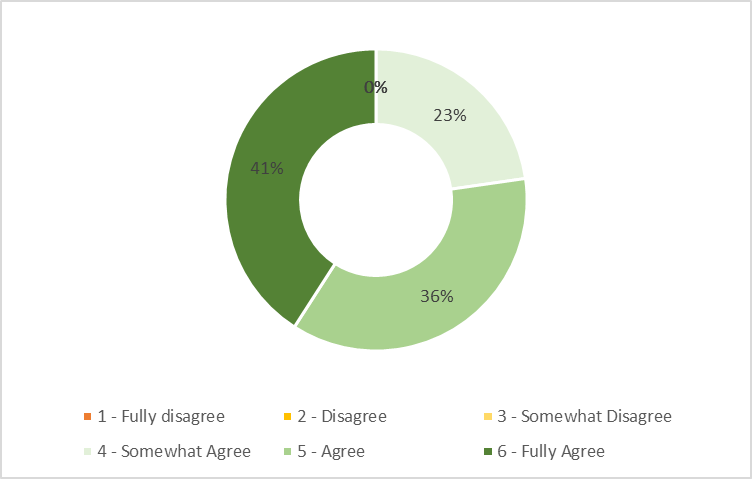 0%
23%
41%
36%
1 - Fully disagree 2 - Disagree 3 - Somewhat Disagree
4 - Somewhat Agree 5 - Agree 6 - Fully Agree